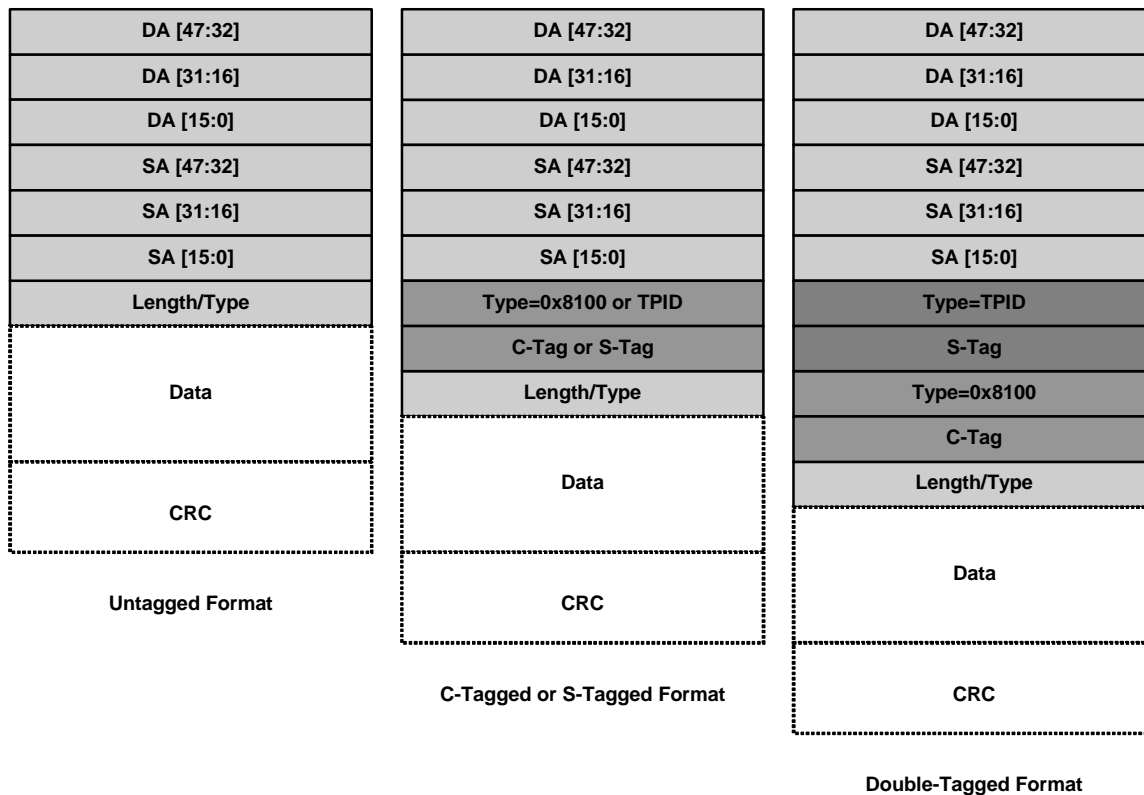 DA [47:32]
DA [31:16]
DA [15:0]
SA [47:32]
SA [31:16]
SA [15:0]
Length/Type
Data
CRC
Untagged Format
DA [47:32]
DA [31:16]
DA [15:0]
SA [47:32]
SA [31:16]
SA [15:0]
Type=0x8100 or TPID
C-Tag or S-Tag
Length/Type
Data
CRC
C-Tagged or S-Tagged Format
DA [47:32]
DA [31:16]
DA [15:0]
SA [47:32]
SA [31:16]
SA [15:0]
Type=TPID
S-Tag
Type=0x8100
C-Tag
Length/Type
Data
CRC
Double-Tagged Format